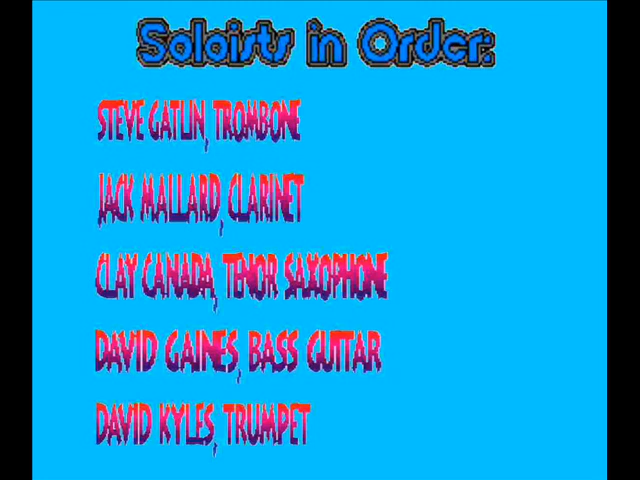 Soloists in Order:
STEVE GATLIN, TROMBONE
JACK MALLARD, CLARINET
CLAY CANADA, TENOR SAXOPHONE
DAVID GAINES, BASS GUITAR
DAVID KYLES, TRUMPET